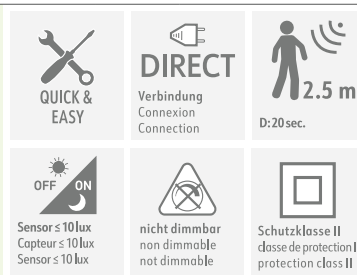 QUICK &
EASY
DIRECT
Verbindung
Connexion
Connection
2.5 m
D:20 sec.
OFF ON
Sensor ≤ 10 lux
Capteur ≤ 10 lux
Sensor ≤ 10 lux
nicht dimmbar
non dimmable
not dimmable
Schutzklasse II
classe de protection II
protection class II